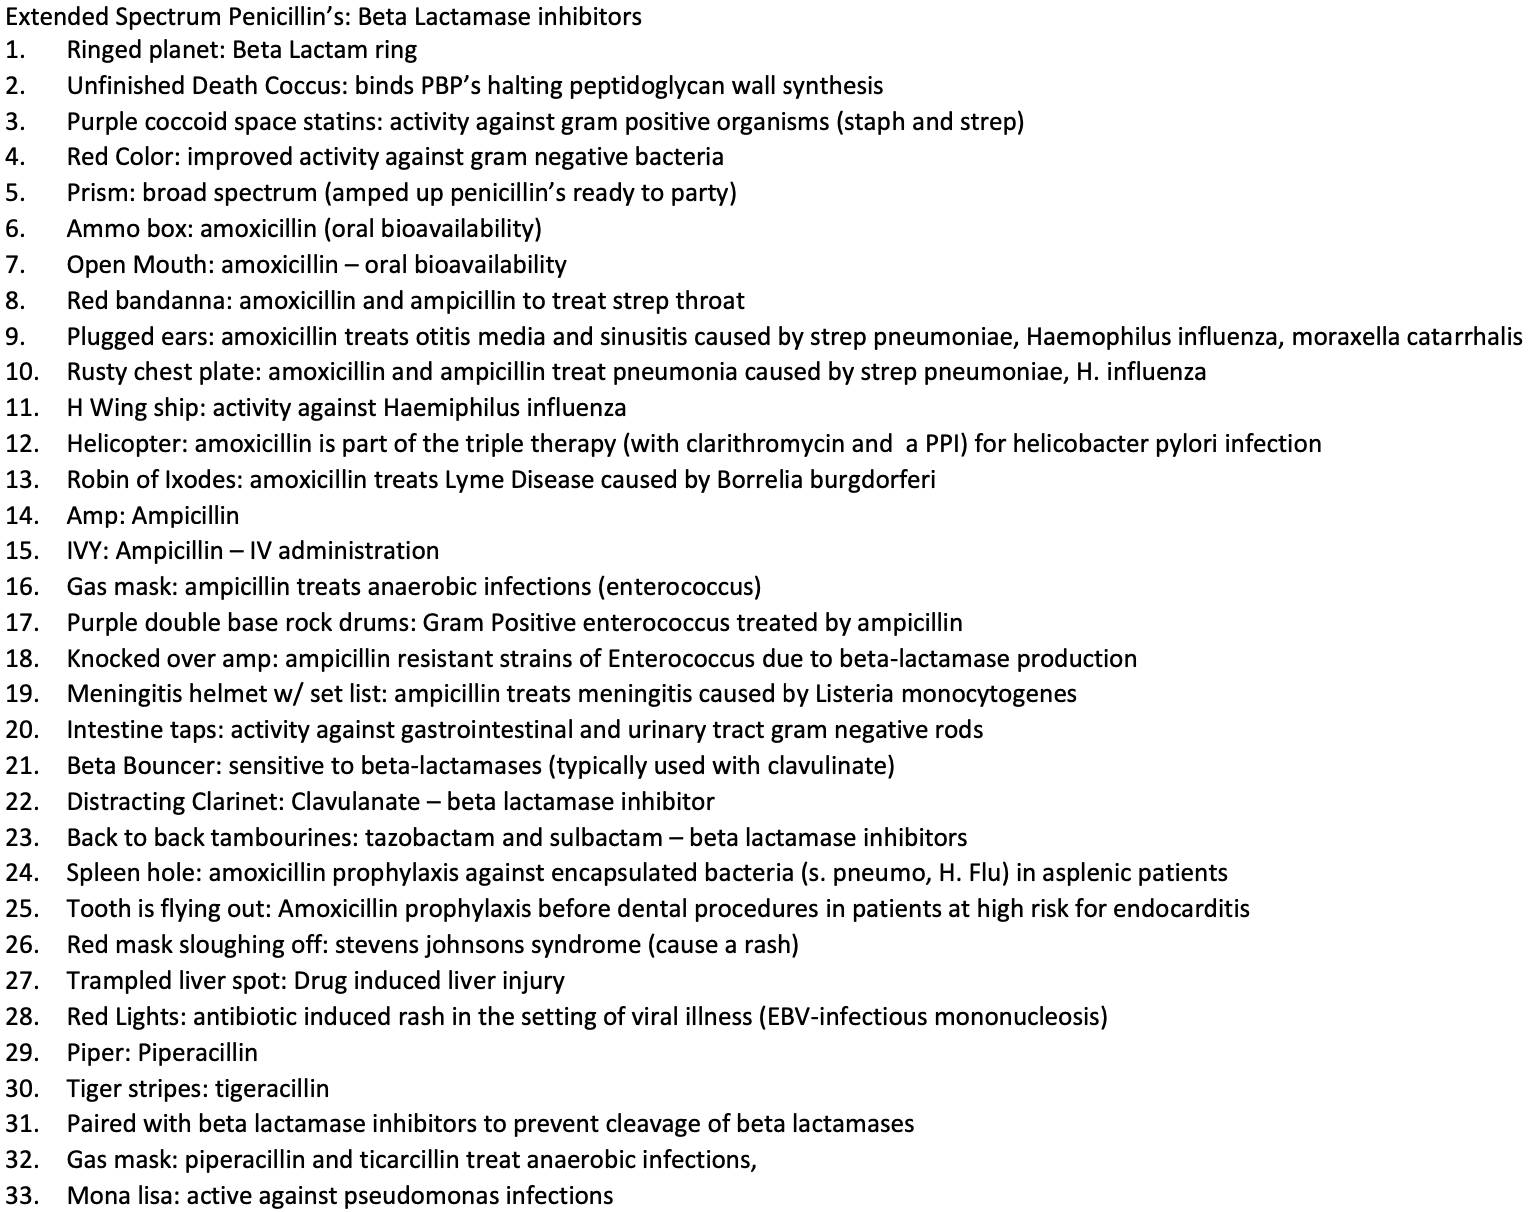 Extended Spectrum Penicillin’s: Beta Lactamase inhibitors
1. Ringed planet: Beta Lactam ring
2. Unfinished Death Coccus: binds PBP’s halting peptidoglycan wall synthesis
3. Purple coccoid space statins: activity against gram positive organisms (staph and strep)
4. Red Color: improved activity against gram negative bacteria
5. Prism: broad spectrum (amped up penicillin’s ready to party)
6. Ammo box: amoxicillin (oral bioavailability)
7. Open Mouth: amoxicillin – oral bioavailability
8. Red bandanna: amoxicillin and ampicillin to treat strep throat
9. Plugged ears: amoxicillin treats otitis media and sinusitis caused by strep pneumoniae, Haemophilus influenza, moraxella catarrhalis
10. Rusty chest plate: amoxicillin and ampicillin treat pneumonia caused by strep pneumoniae, H. influenza
11. H Wing ship: activity against Haemiphilus influenza
12. Helicopter: amoxicillin is part of the triple therapy (with clarithromycin and  a PPI) for helicobacter pylori infection
13. Robin of Ixodes: amoxicillin treats Lyme Disease caused by Borrelia burgdorferi
14. Amp: Ampicillin
15. IVY: Ampicillin – IV administration
16. Gas mask: ampicillin treats anaerobic infections (enterococcus)
17. Purple double base rock drums: Gram Positive enterococcus treated by ampicillin
18. Knocked over amp: ampicillin resistant strains of Enterococcus due to beta-lactamase production
19. Meningitis helmet w/ set list: ampicillin treats meningitis caused by Listeria monocytogenes
20. Intestine taps: activity against gastrointestinal and urinary tract gram negative rods
21. Beta Bouncer: sensitive to beta-lactamases (typically used with clavulinate)
22. Distracting Clarinet: Clavulanate – beta lactamase inhibitor
23. Back to back tambourines: tazobactam and sulbactam – beta lactamase inhibitors
24. Spleen hole: amoxicillin prophylaxis against encapsulated bacteria (s. pneumo, H. Flu) in asplenic patients
25. Tooth is flying out: Amoxicillin prophylaxis before dental procedures in patients at high risk for endocarditis
26. Red mask sloughing off: stevens johnsons syndrome (cause a rash)
27. Trampled liver spot: Drug induced liver injury
28. Red Lights: antibiotic induced rash in the setting of viral illness (EBV-infectious mononucleosis)
29. Piper: Piperacillin
30. Tiger stripes: tigeracillin
31. Paired with beta lactamase inhibitors to prevent cleavage of beta lactamases
32. Gas mask: piperacillin and ticarcillin treat anaerobic infections,
33. Mona lisa: active against pseudomonas infections